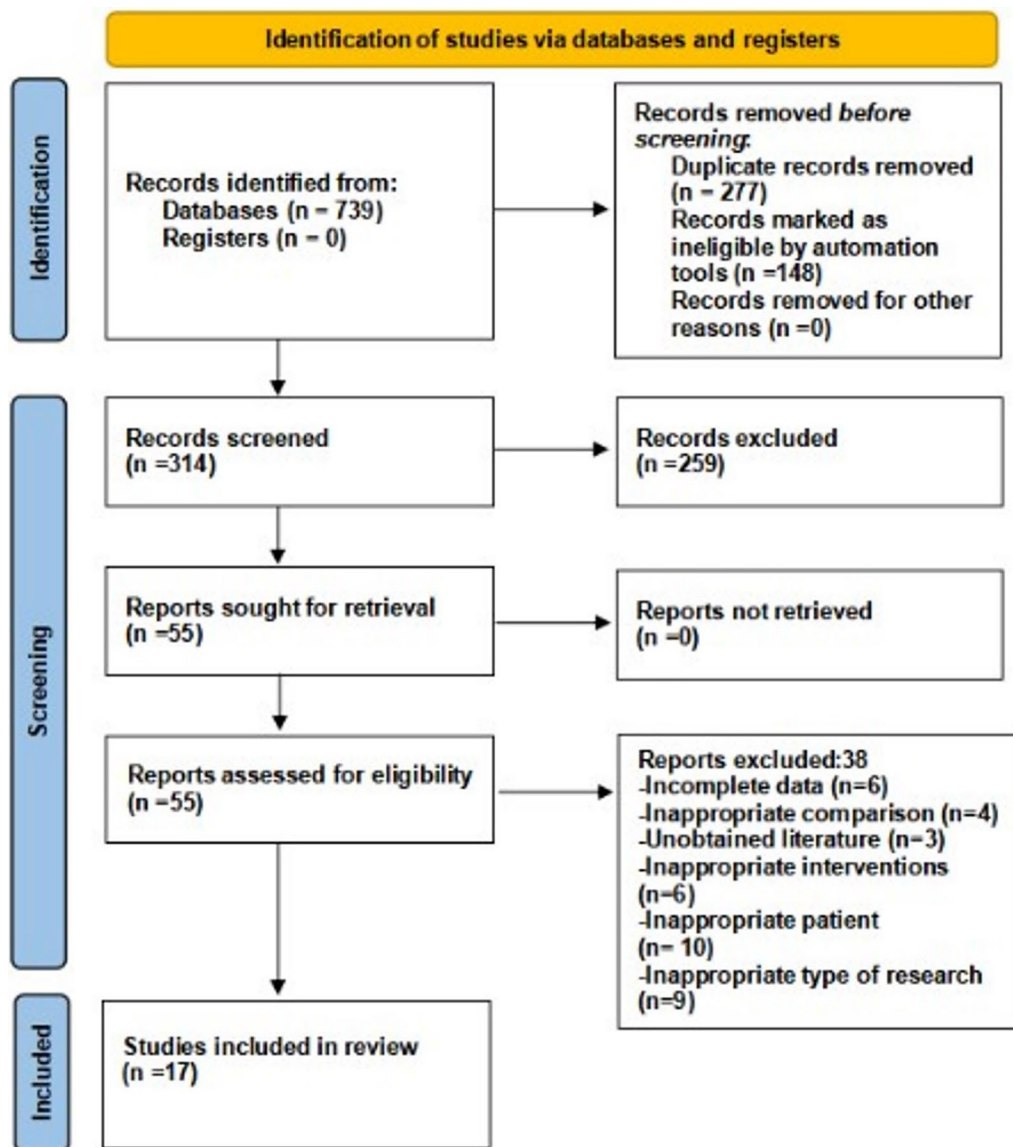 Identification of studies via databases and registers
Identification
Records identified from:
Databases (n = 739)
Registers (n = 0)
Records removed before
screening:
Duplicate records removed
(n = 277)
Records marked as
ineligible by automation
tools (n =148)
Records removed for other
reasons (n =0)
Screening
Records screened
(n =314)
Records excluded
(n =259)
Reports sought for retrieval
(n =55)
Reports not retrieved
(n =0)
Reports assessed for eligibility
(n =55)
Reports excluded:38
-Incomplete data (n=6)
-Inappropriate comparison (n=4)
-Unobtained literature (n=3)
-Inappropriate interventions
(n=6)
-Inappropriate patient
(n= 10)
-Inappropriate type of research
(n=9)
Included
Studies included in review
(n =17)